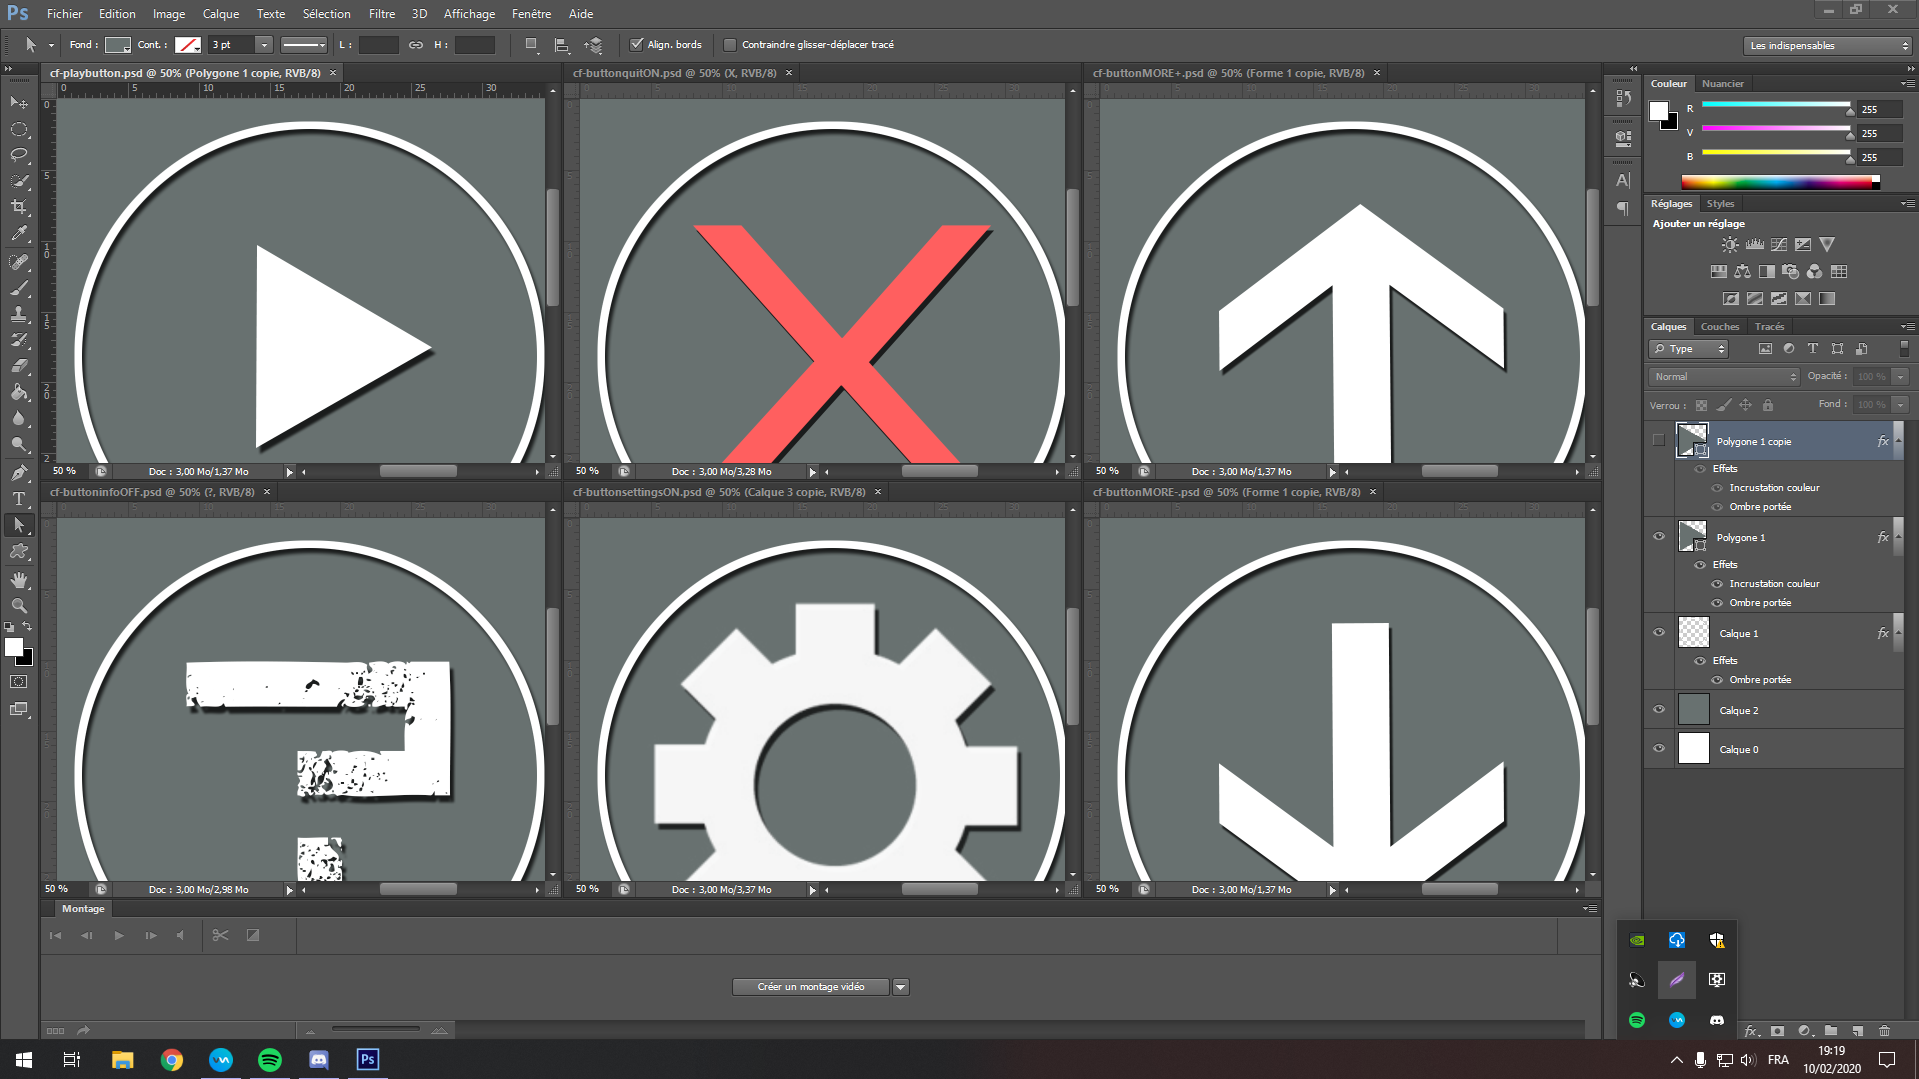 Ps Fichier Edition Image Calque Texte Sélection Filtre 3D Affichage Fenêtre Aide
Fond : Cont. : 3 pt L : H : Align. bords Contraindre glisser-déplacer tracé Les indispensables
cf-playbutton.psd @ 50% (Polygone 1 copie, RVB/8) × cf-buttonquitON.psd @ 50% (X, RVB/8) × cf-buttonMORE+.psd @ 50% (Forme 1 copie, RVB/8) ×
0 5 10 15 20 25 30
Couleur Nuancier
R 255
V 255
B 255
Réglages Styles
Ajouter un réglage
Calques Couches Tracés
Type
Normal Opacité : 100 %
Verrou : Fond : 100 %
Polygone 1 copie fx
Effets
Incrustation couleur
Ombre portée
Polygone 1 fx
Effets
Incrustation couleur
Ombre portée
Calque 1 fx
Effets
Ombre portée
Calque 2
Calque 0
50 % Doc : 3,00 Mo/1,37 Mo 50 % Doc : 3,00 Mo/3,28 Mo 50 % Doc : 3,00 Mo/1,37 Mo
cf-buttoninfoOFF.psd @ 50% (?, RVB/8) × cf-buttonsettingsON.psd @ 50% (Calque 3 copie, RVB/8) × cf-buttonMORE-.psd @ 50% (Forme 1 copie, RVB/8) ×
50 % Doc : 3,00 Mo/2,98 Mo 50 % Doc : 3,00 Mo/3,37 Mo 50 % Doc : 3,00 Mo/1,37 Mo
Montage
Créer un montage vidéo
Ps FRA 19:19
10/02/2020